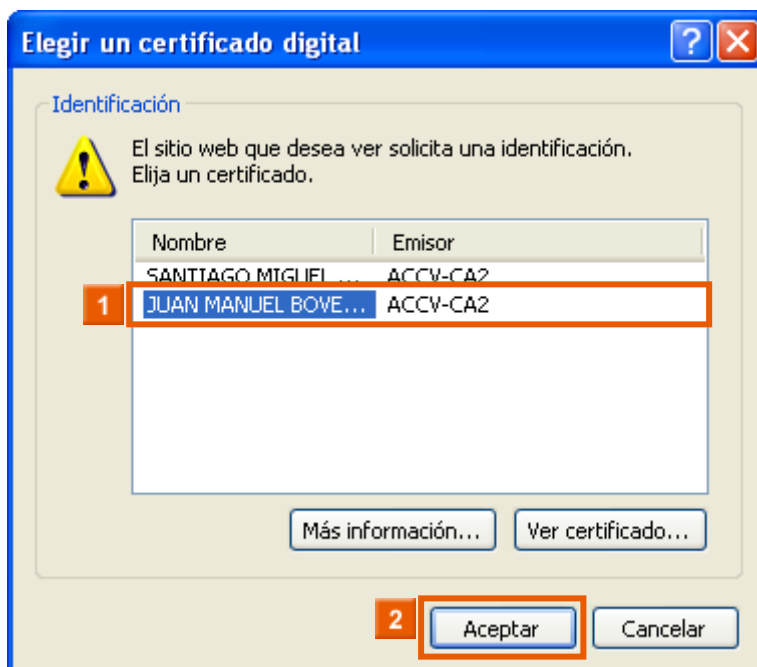 Elegir un certificado digital
Identificación
El sitio web que desea ver solicita una identificación.
Elija un certificado.
Nombre Emisor
SANTIAGO MIGUEL ... ACCV-CA2
1 JUAN MANUEL BOVE... ACCV-CA2
Más información... Ver certificado...
2 Aceptar Cancelar